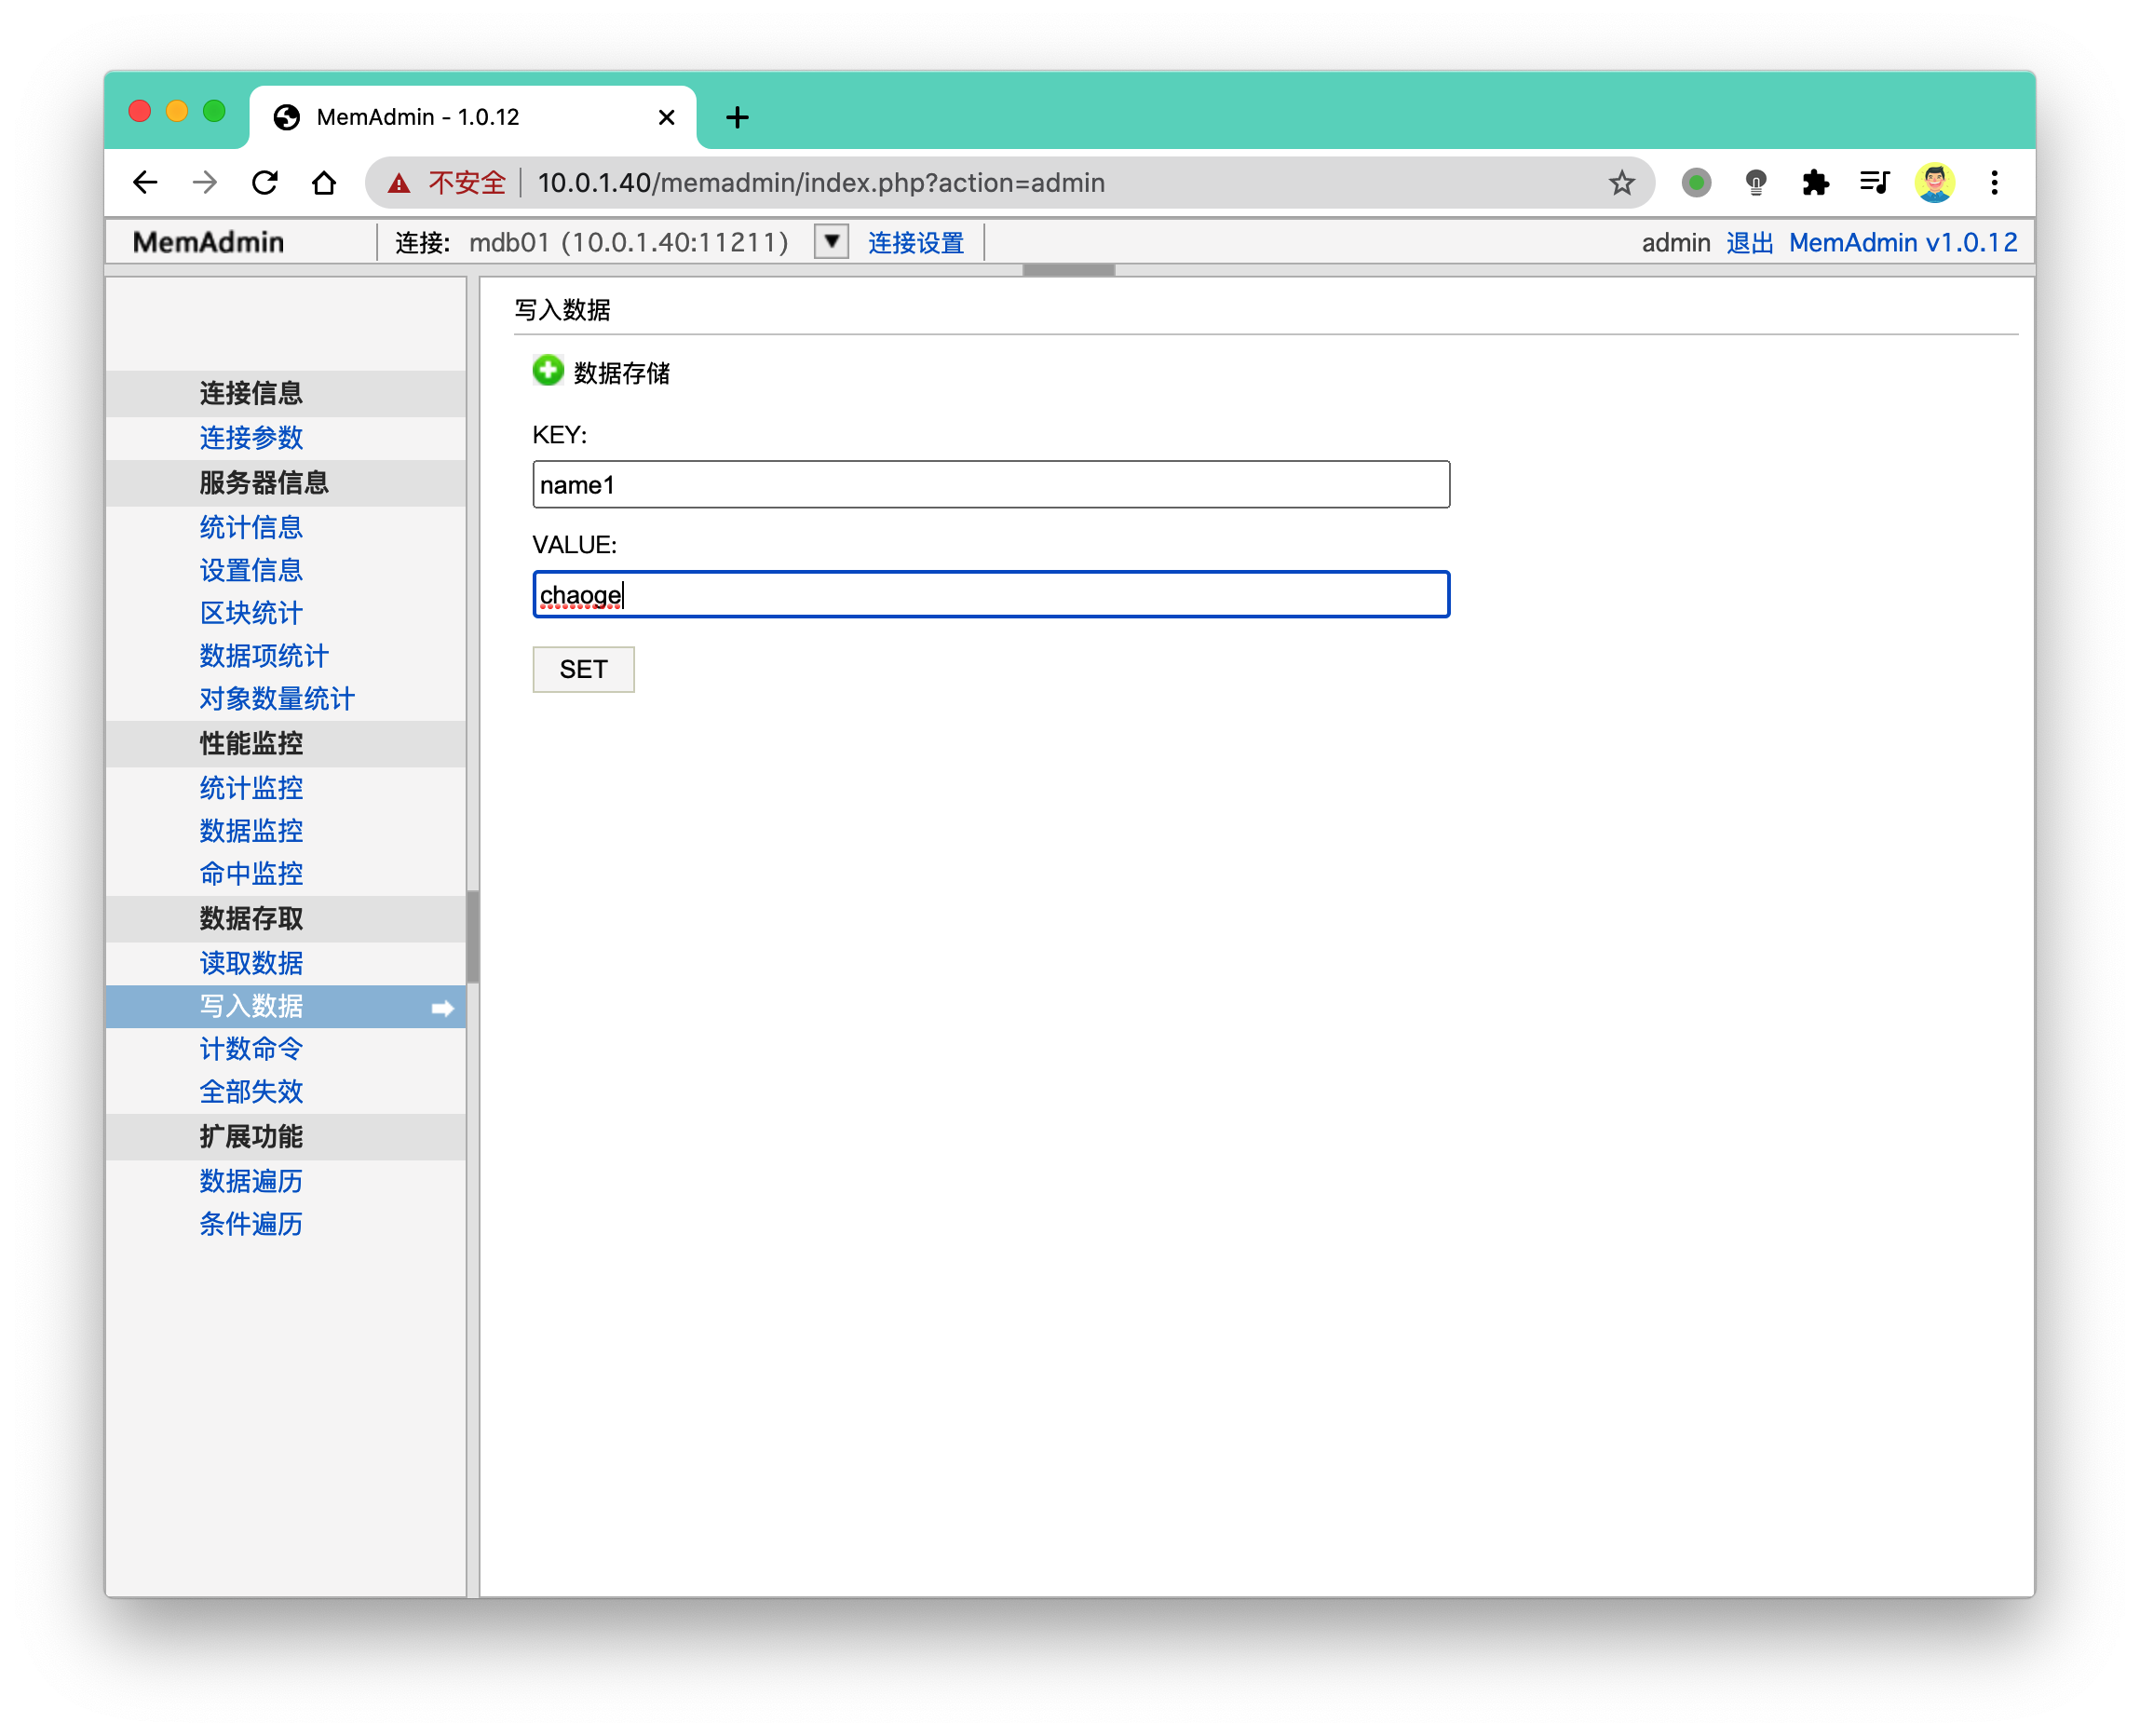 MemAdmin - 1.0.12
不安全 10.0.1.40/memadmin/index.php?action=admin
MemAdmin 连接: mdb01 (10.0.1.40:11211) 连接设置 admin 退出 MemAdmin v1.0.12
连接信息
连接参数
服务器信息
统计信息
设置信息
区块统计
数据项统计
对象数量统计
性能监控
统计监控
数据监控
命中监控
数据存取
读取数据
写入数据
计数命令
全部失效
扩展功能
数据遍历
条件遍历
写入数据
数据存储
KEY:
name1
VALUE:
chaoge
SET